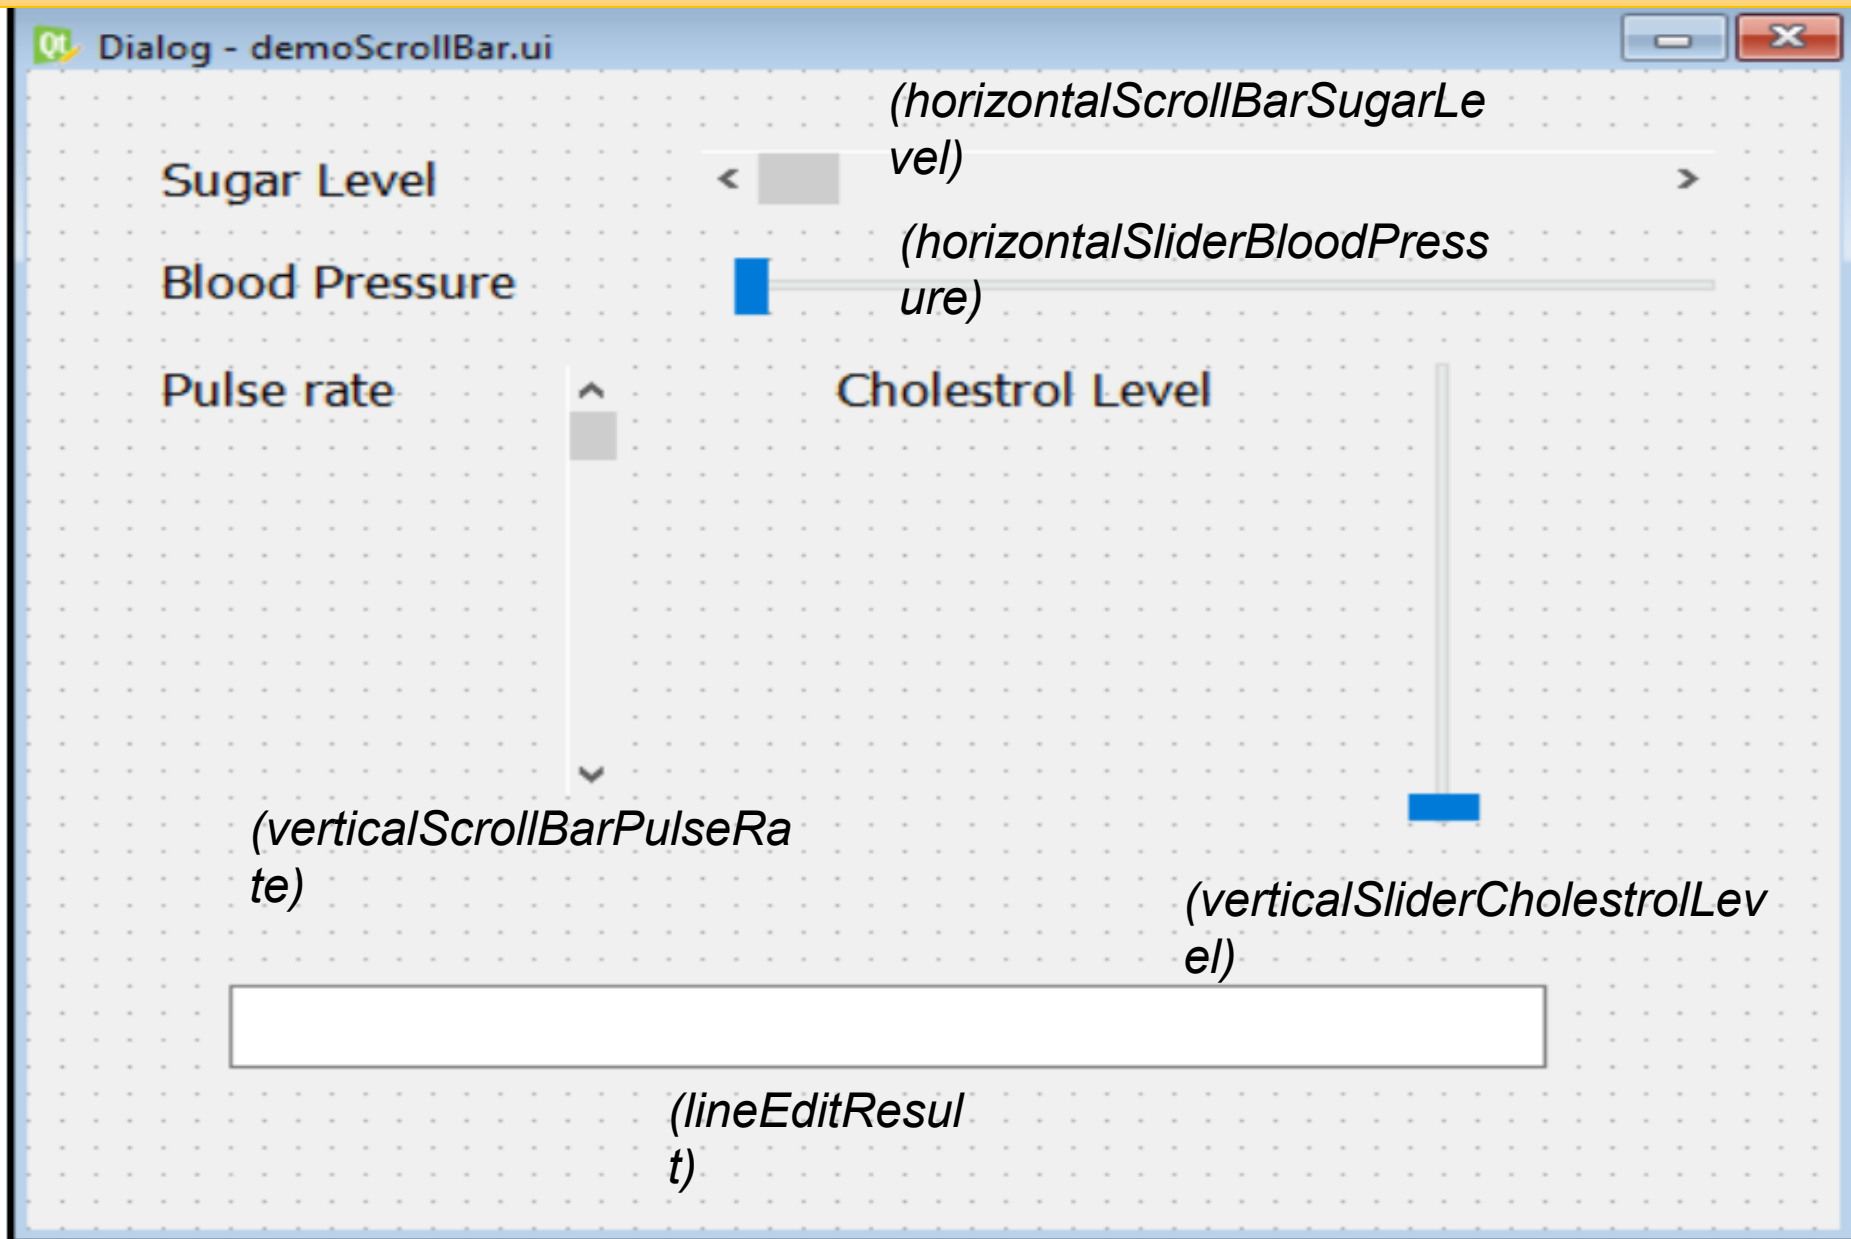 Qt Dialog - demoScrollBar.ui
(horizontalScrollBarSugarLe
vel)
Sugar Level
(horizontalSliderBloodPress
ure)
Blood Pressure
Pulse rate
Cholestrol Level
(verticalScrollBarPulseRa
te)
(verticalSliderCholestrolLev
el)
(lineEditResul
t)